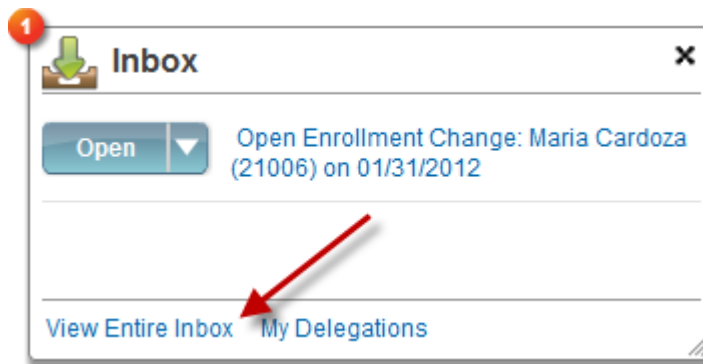 1
Inbox
Open
Open Enrollment Change: Maria Cardoza
(21006) on 01/31/2012
View Entire Inbox My Delegations